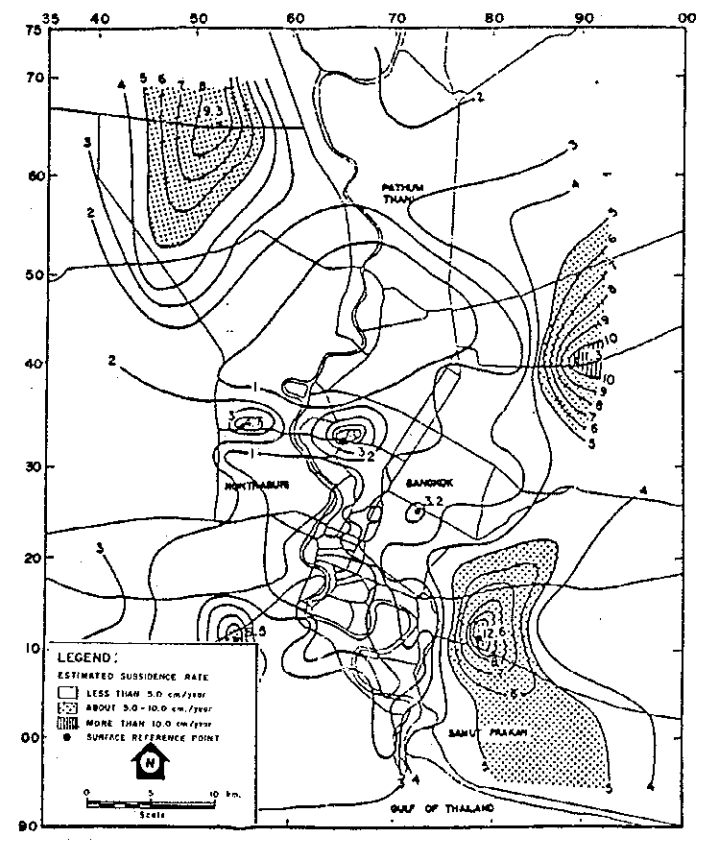 35 40 50 60 70 80 90 00
75
70
60
50
40
30
20
10
00
90
4 5 6 7 8
9.3
3
2
2
PATHUM
THANI
3
4
5
6
7
8
9
10
11.3
10
9
8
6
5
2
1
3
1
3 2
NONTHABURI
BANGKOK
3.2
4
3
12.6
6
SAMUT PRAKAN
5
5
4
3 4
GULF OF THAILAND
LEGEND:
ESTIMATED SUBSIDENCE RATE
LESS THAN 5.0 cm/year
ABOUT 5.0-10.0 cm/year
MORE THAN 10.0 cm/year
SURFACE REFERENCE POINT
N
0 5 10 km.
Scale